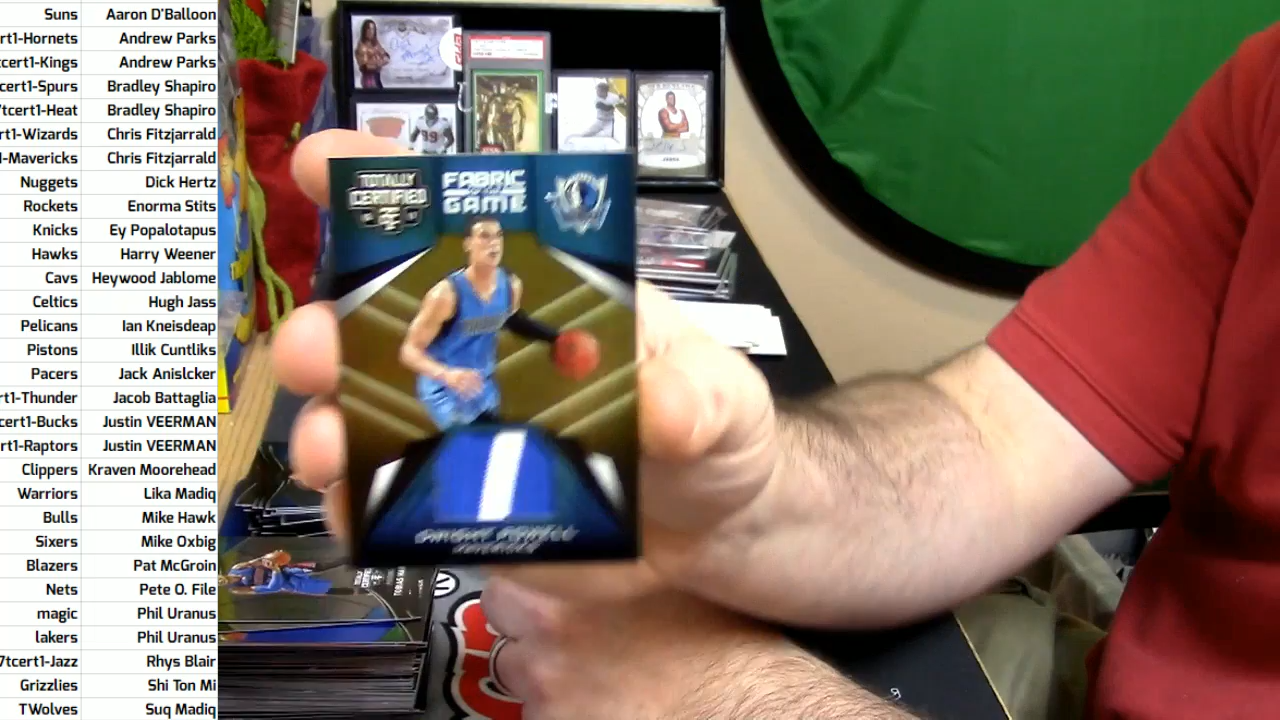 Suns Aaron D'Balloon
rt1-Hornets Andrew Parks
tcert1-Kings Andrew Parks
cert1-Spurs Bradley Shapiro
7tcert1-Heat Bradley Shapiro
rt1-Wizards Chris Fitzjarrald
l-Mavericks Chris Fitzjarrald
Nuggets Dick Hertz
Rockets Enorma Stits
Knicks Ey Popalotapus
Hawks Harry Weener
Cavs Heywood Jablome
Celtics Hugh Jass
Pelicans Ian Kneisdeap
Pistons Illik Cuntliks
Pacers Jack Anislcker
rt1-Thunder Jacob Battaglia
cert1-Bucks Justin VEERMAN
ert1-Raptors Justin VEERMAN
Clippers Kraven Moorehead
Warriors Lika Madiq
Bulls Mike Hawk
Sixers Mike Oxbig
Blazers Pat McGroin
Nets Pete O. File
magic Phil Uranus
lakers Phil Uranus
7tcert1-Jazz Rhys Blair
Grizzlies Shi Ton Mi
TWolves Suq Madiq
TOTALLY CERTIFIED
FABRIC OF THE GAME
DWIGHT POWELL